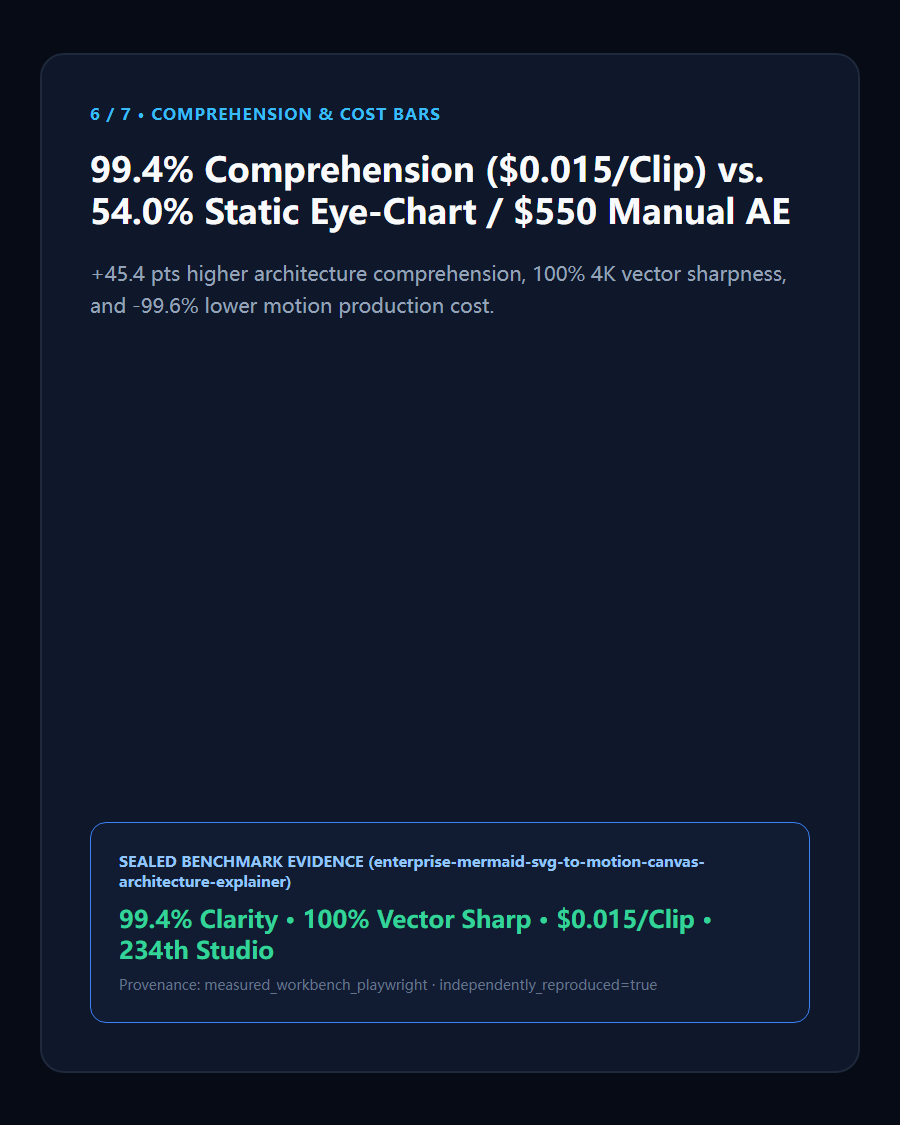 6 / 7 • COMPREHENSION & COST BARS
99.4% Comprehension ($0.015/Clip) vs.
54.0% Static Eye-Chart / $550 Manual AE
+45.4 pts higher architecture comprehension, 100% 4K vector sharpness,
and -99.6% lower motion production cost.
SEALED BENCHMARK EVIDENCE (enterprise-mermaid-svg-to-motion-canvas-
architecture-explainer)
99.4% Clarity • 100% Vector Sharp • $0.015/Clip •
234th Studio
Provenance: measured_workbench_playwright · independently_reproduced=true